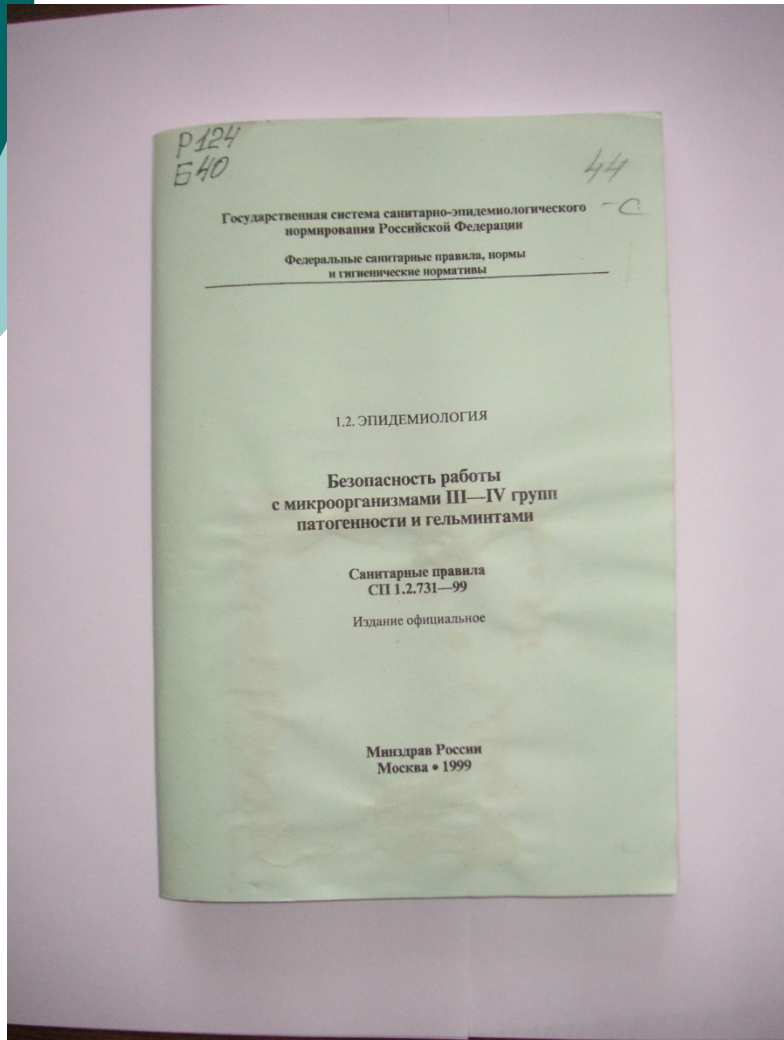 Р124
Б40
44
-С
Государственная система санитарно-эпидемиологического
нормирования Российской Федерации
Федеральные санитарные правила, нормы
и гигиенические нормативы
1.2. ЭПИДЕМИОЛОГИЯ
Безопасность работы
с микроорганизмами III—IV групп
патогенности и гельминтами
Санитарные правила
СП 1.2.731—99
Издание официальное
Минздрав России
Москва • 1999